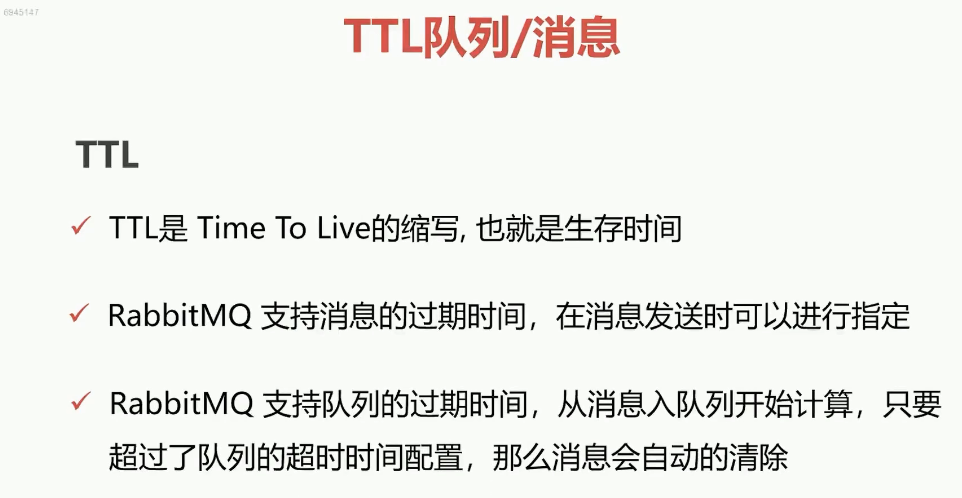 6945147
TTL队列/消息
TTL
TTL是 Time To Live的缩写, 也就是生存时间
RabbitMQ 支持消息的过期时间，在消息发送时可以进行指定
RabbitMQ 支持队列的过期时间，从消息入队列开始计算，只要
超过了队列的超时时间配置，那么消息会自动的清除